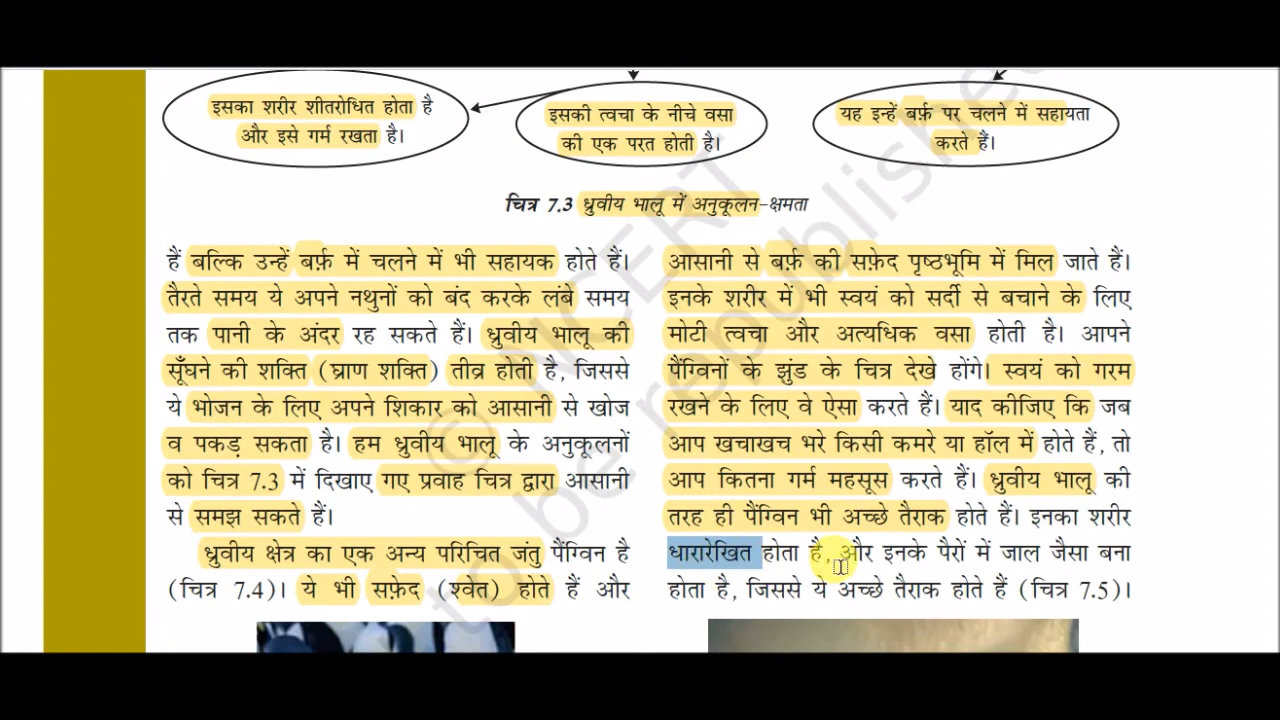 इसका शरीर शीतरोधित होता है
और इसे गर्म रखता है।
इसकी त्वचा के नीचे वसा
की एक परत होती है।
यह इन्हें बर्फ़ पर चलने में सहायता
करते हैं।
चित्र 7.3 ध्रुवीय भालू में अनुकूलन-क्षमता
हैं बल्कि उन्हें बर्फ़ में चलने में भी सहायक होते हैं।
तैरते समय ये अपने नथुनों को बंद करके लंबे समय
तक पानी के अंदर रह सकते हैं। ध्रुवीय भालू की
सूँघने की शक्ति (घ्राण शक्ति) तीव्र होती है, जिससे
ये भोजन के लिए अपने शिकार को आसानी से खोज
व पकड़ सकता है। हम ध्रुवीय भालू के अनुकूलनों
को चित्र 7.3 में दिखाए गए प्रवाह चित्र द्वारा आसानी
से समझ सकते हैं।
ध्रुवीय क्षेत्र का एक अन्य परिचित जंतु पैंग्विन है
(चित्र 7.4)। ये भी सफ़ेद (श्वेत) होते हैं और
आसानी से बर्फ़ की सफ़ेद पृष्ठभूमि में मिल जाते हैं।
इनके शरीर में भी स्वयं को सर्दी से बचाने के लिए
मोटी त्वचा और अत्यधिक वसा होती है। आपने
पैंग्विनों के झुंड के चित्र देखे होंगे। स्वयं को गरम
रखने के लिए वे ऐसा करते हैं। याद कीजिए कि जब
आप खचाखच भरे किसी कमरे या हॉल में होते हैं, तो
आप कितना गर्म महसूस करते हैं। ध्रुवीय भालू की
तरह ही पैंग्विन भी अच्छे तैराक होते हैं। इनका शरीर
धारारेखित होता है, और इनके पैरों में जाल जैसा बना
होता है, जिससे ये अच्छे तैराक होते हैं (चित्र 7.5)।
© NCERT
to be republished